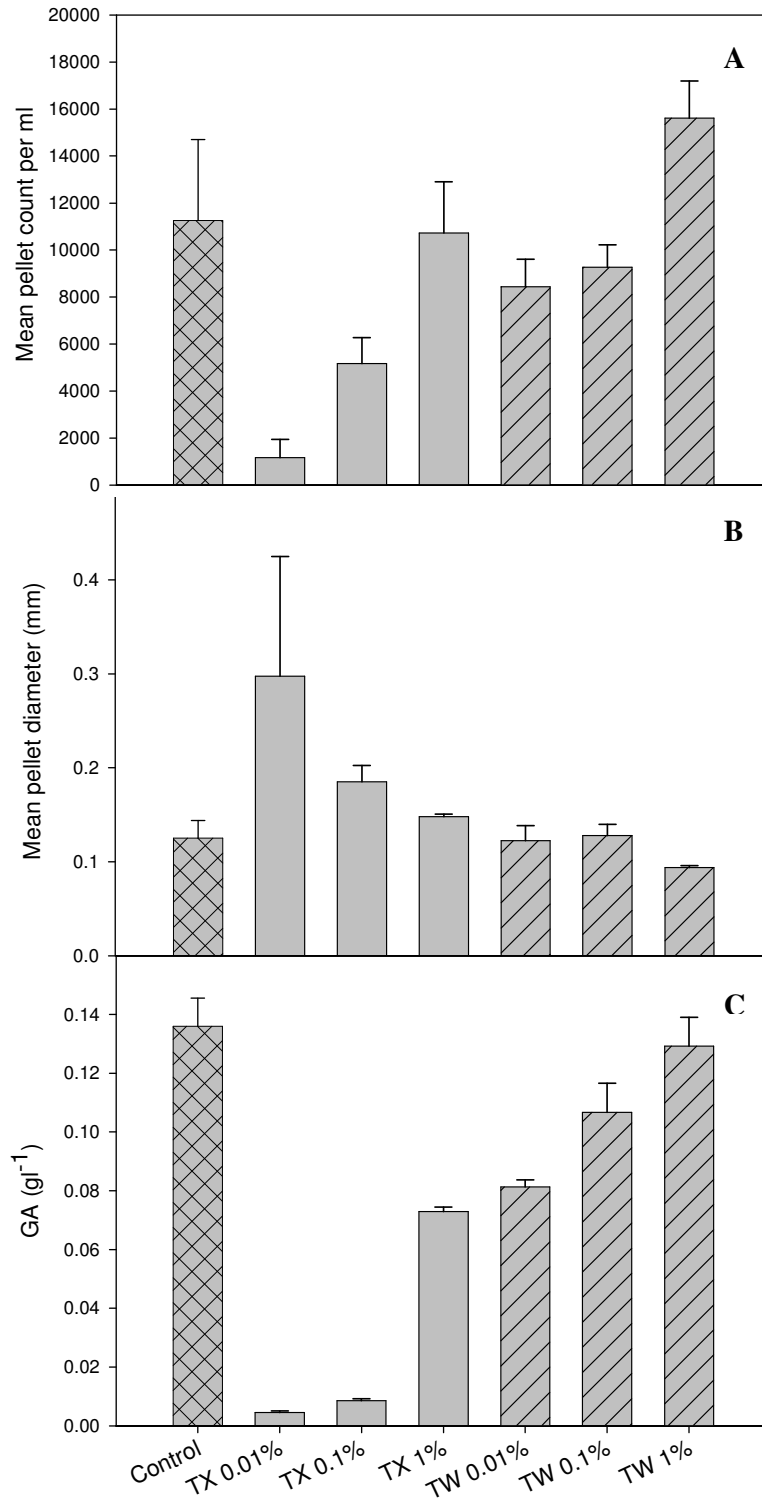 A
Mean pellet count per ml
20000
18000
16000
14000
12000
10000
8000
6000
4000
2000
0
B
Mean pellet diameter (mm)
0.4
0.3
0.2
0.1
0.0
C
GA (gl⁻¹)
0.14
0.12
0.10
0.08
0.06
0.04
0.02
0.00
Control
TX 0.01%
TX 0.1%
TX 1%
TW 0.01%
TW 0.1%
TW 1%